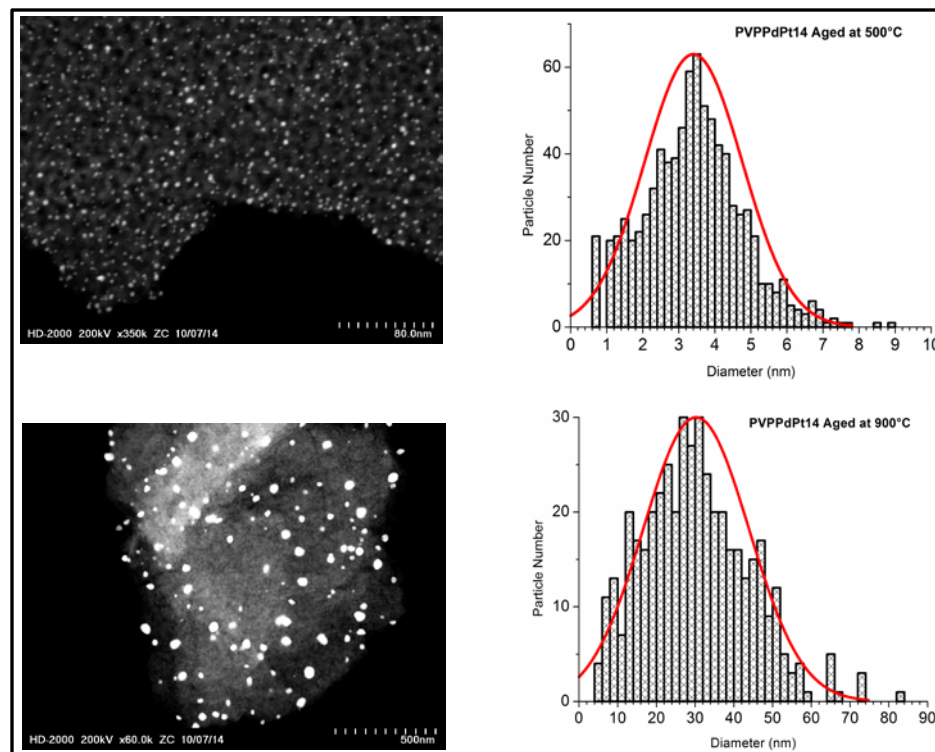 HD-2000 200kV x350k ZC 10/07/14 80.0nm
PVPPdPt14 Aged at 500°C
Particle Number
60
40
20
0
0 1 2 3 4 5 6 7 8 9 10
Diameter (nm)
HD-2000 200kV x60.0k ZC 10/07/14 500nm
PVPPdPt14 Aged at 900°C
Particle Number
30
20
10
0
0 10 20 30 40 50 60 70 80 90
Diameter (nm)